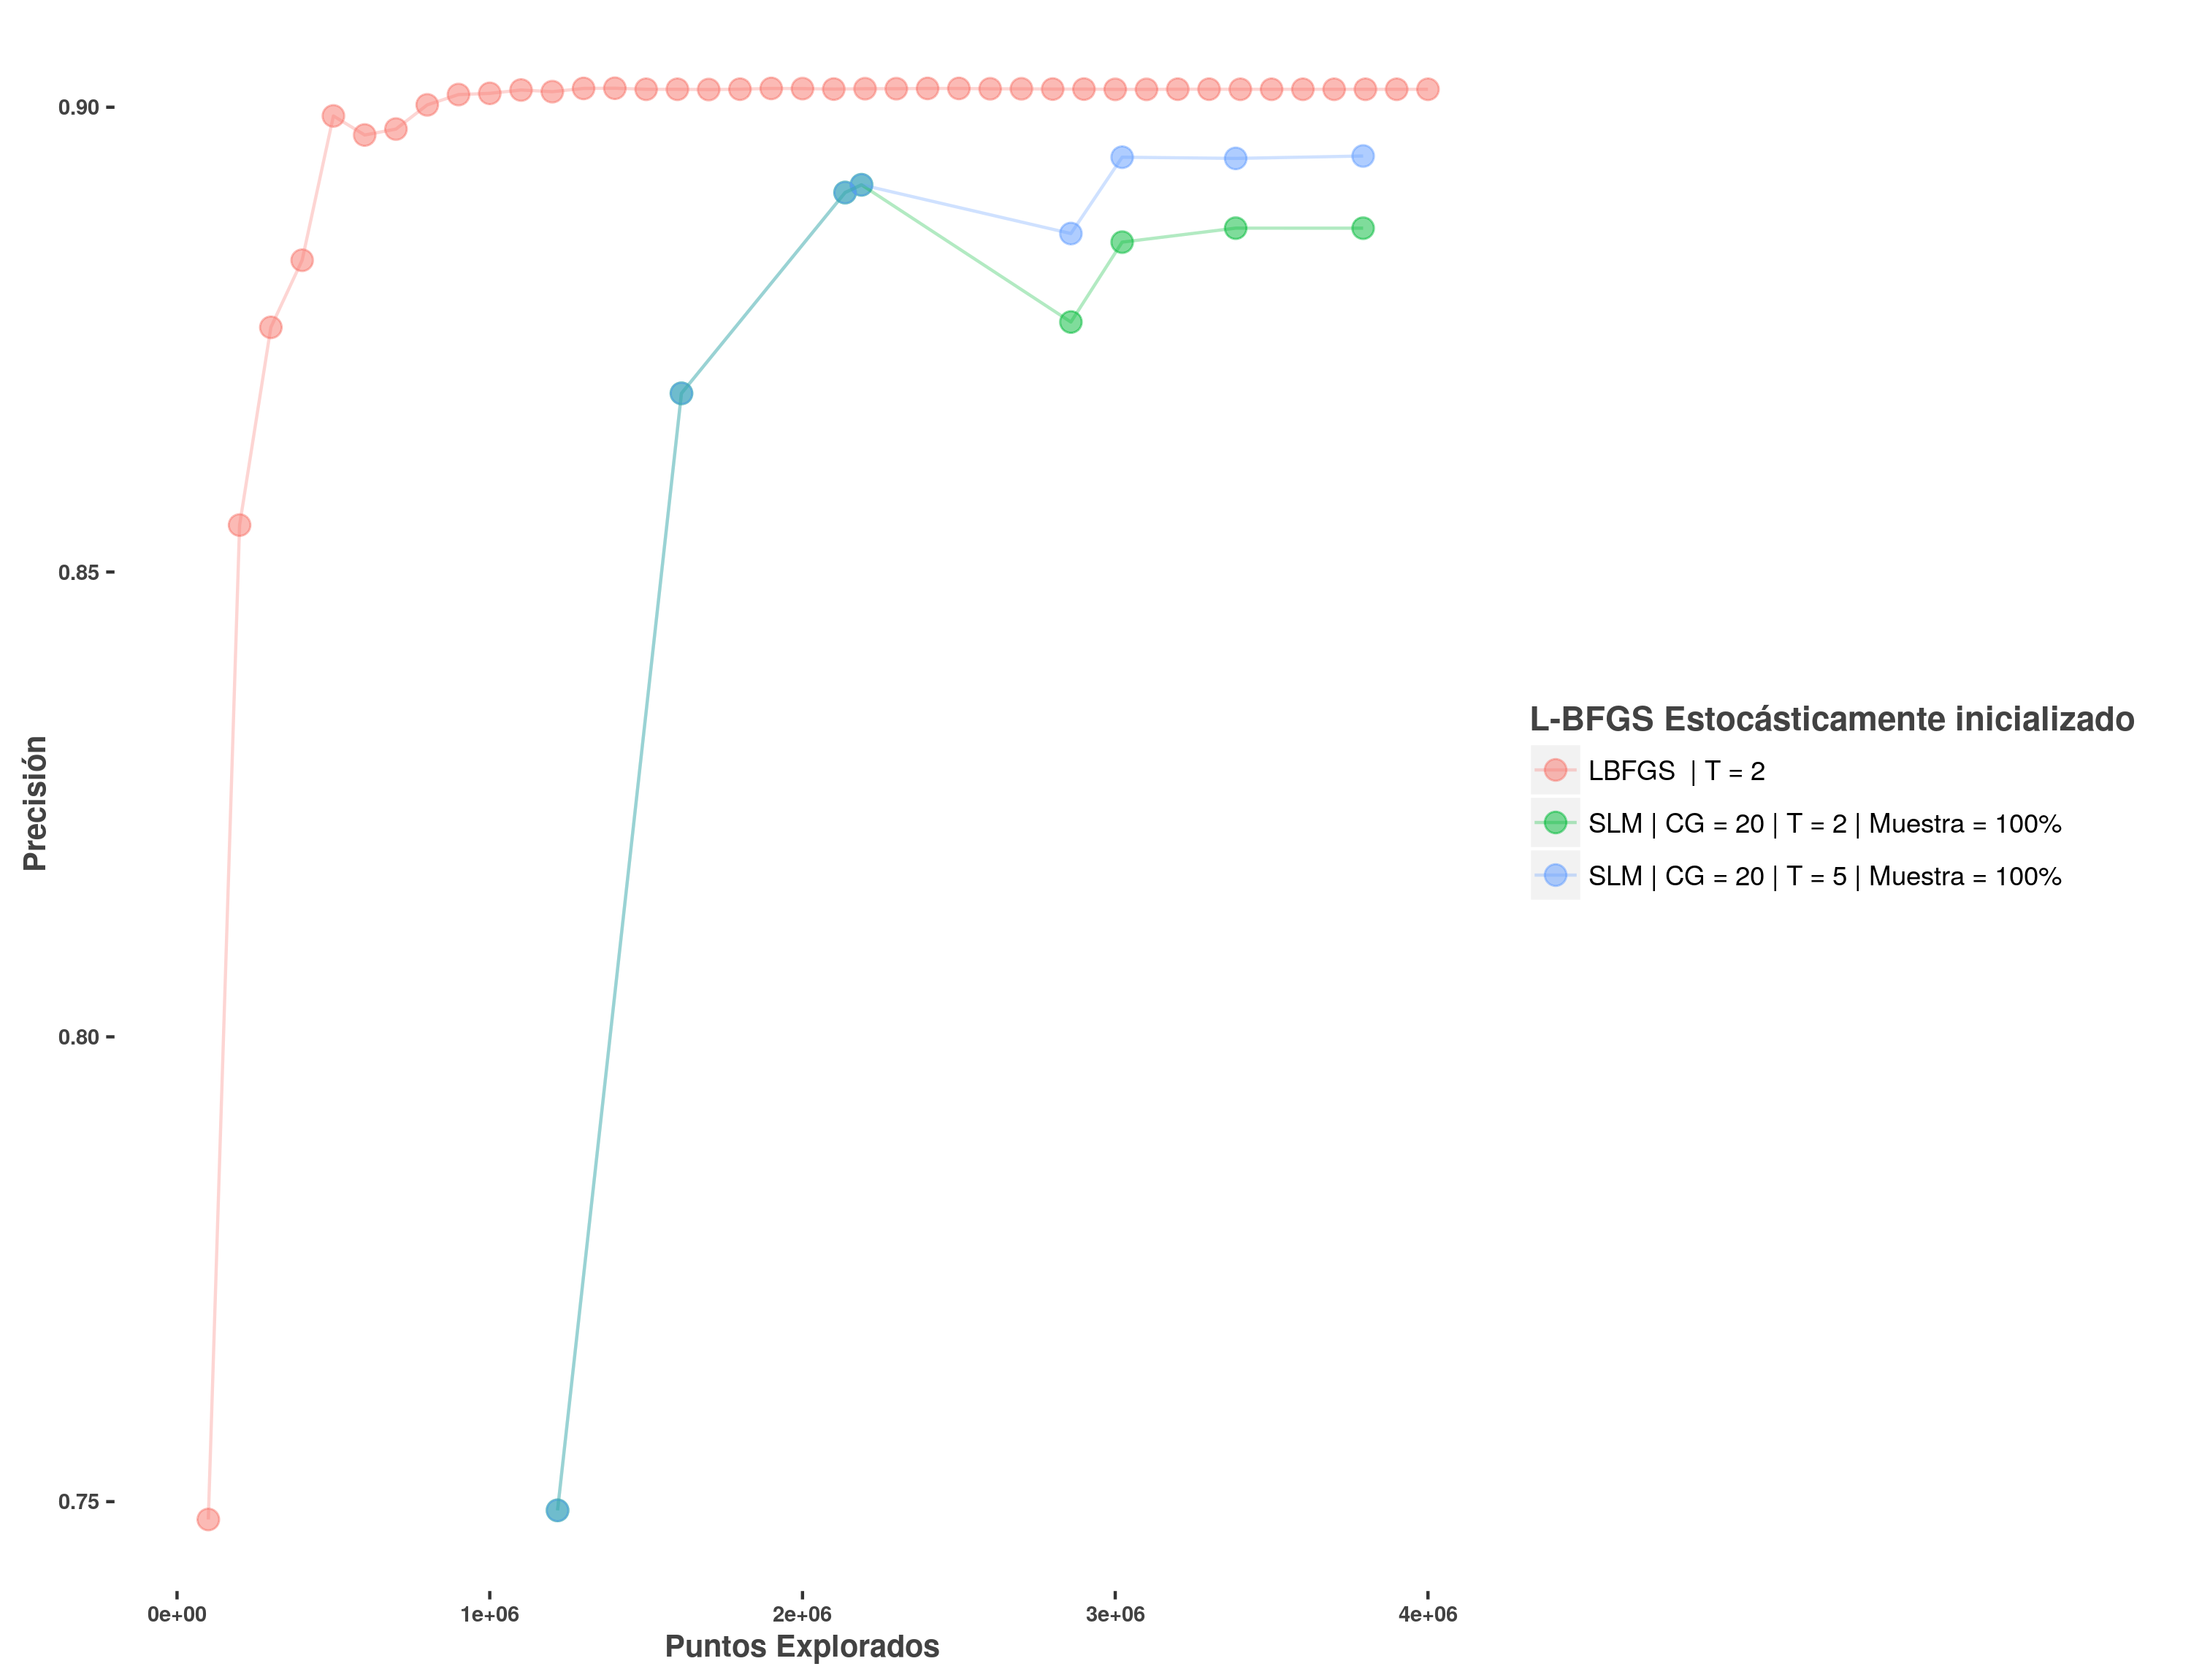 0.90
0.85
0.80
0.75
Precisión
0e+00
1e+06
2e+06
3e+06
4e+06
Puntos Explorados
L-BFGS Estocásticamente inicializado
LBFGS | T = 2
SLM | CG = 20 | T = 2 | Muestra = 100%
SLM | CG = 20 | T = 5 | Muestra = 100%